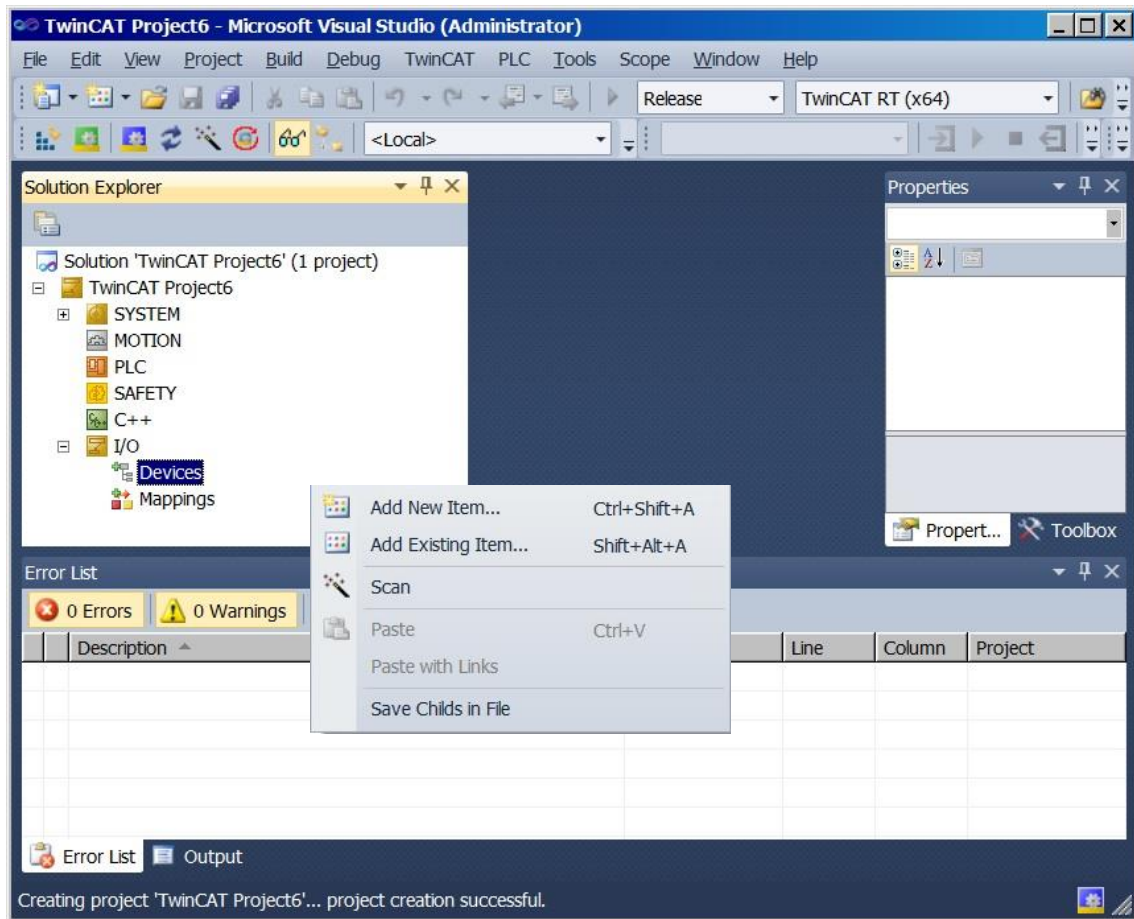 TwinCAT Project6 - Microsoft Visual Studio (Administrator)
File Edit View Project Build Debug TwinCAT PLC Tools Scope Window Help
Release TwinCAT RT (x64)
<Local>
Solution Explorer
Solution 'TwinCAT Project6' (1 project)
TwinCAT Project6
SYSTEM
MOTION
PLC
SAFETY
C++
I/O
Devices
Mappings
Add New Item... Ctrl+Shift+A
Add Existing Item... Shift+Alt+A
Scan
Paste Ctrl+V
Paste with Links
Save Childs in File
Properties
Propert... Toolbox
Error List
0 Errors 0 Warnings
Description Line Column Project
Error List Output
Creating project 'TwinCAT Project6'... project creation successful.